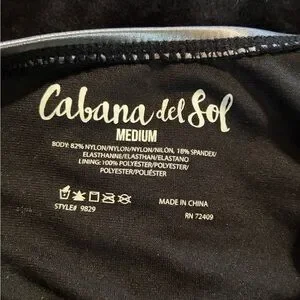 Cabana del Sol
MEDIUM
BODY: 82% NYLON/NYLON/NYLON/NILÓN, 18% SPANDEX/
ELASTHANNE/ELASTHAN/ELASTANO
LINING: 100% POLYESTER/POLYESTER/
POLYESTER/POLIÉSTER
MADE IN CHINA
STYLE# 9829
RN 72409